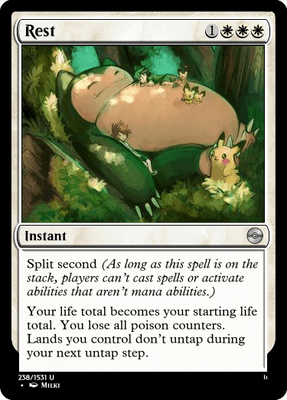 Rest 1
Instant
Split second (As long as this spell is on the
stack, players can't cast spells or activate
abilities that aren't mana abilities.)
Your life total becomes your starting life
total. You lose all poison counters.
Lands you control don't untap during
your next untap step.
238/1531 U
• MILKI